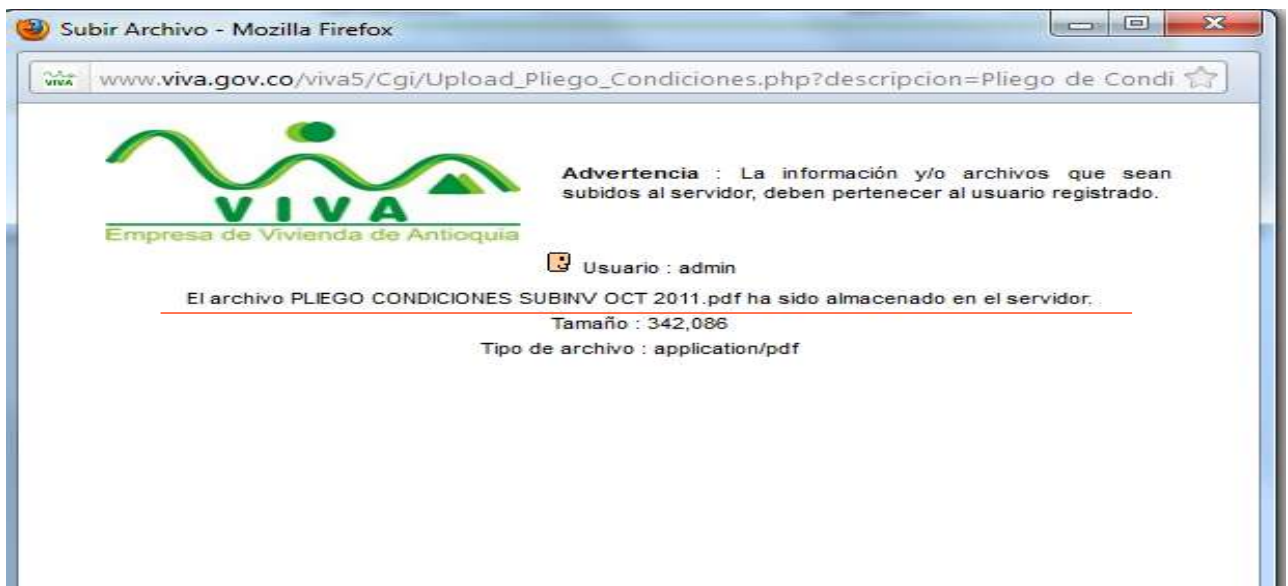 Subir Archivo - Mozilla Firefox
www.viva.gov.co/viva5/Cgi/Upload_Pliego_Condiciones.php?descripcion=Pliego de Condi
VIVA
Empresa de Vivienda de Antioquia
Advertencia : La información y/o archivos que sean
subidos al servidor, deben pertenecer al usuario registrado.
Usuario : admin
El archivo PLIEGO CONDICIONES SUBINV OCT 2011.pdf ha sido almacenado en el servidor.
Tamaño : 342,086
Tipo de archivo : application/pdf